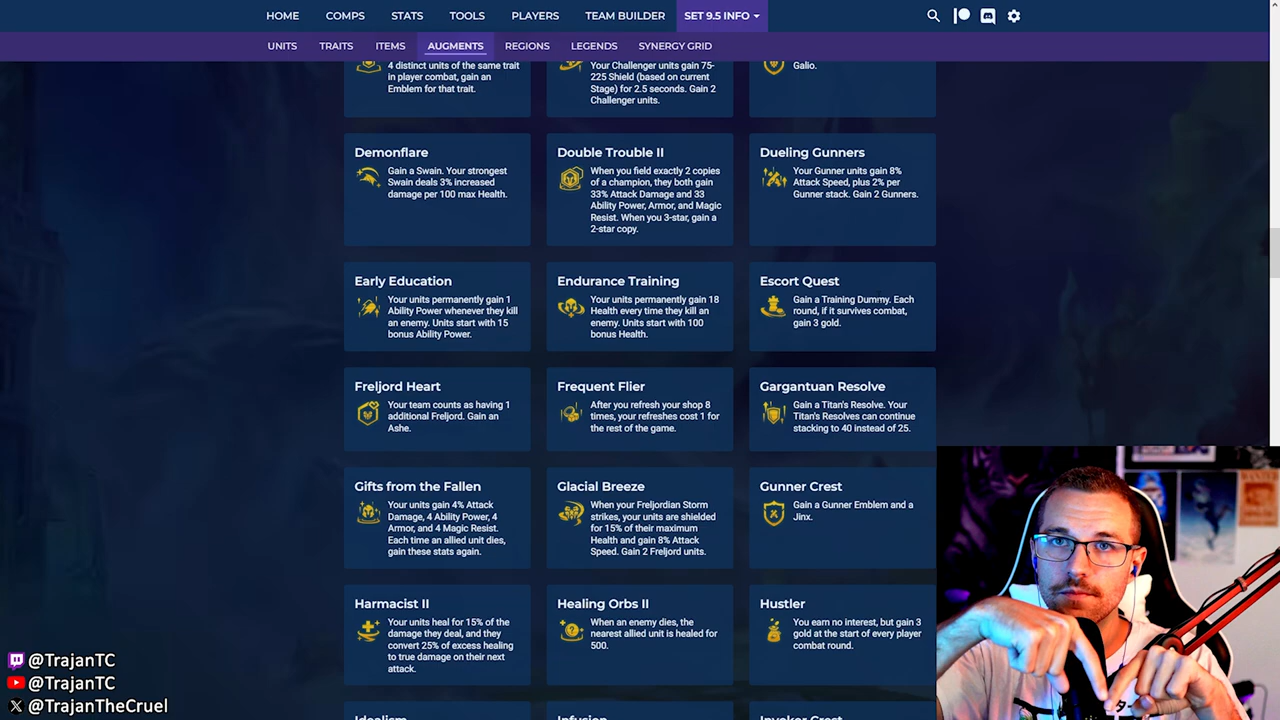 HOME
COMPS
STATS
TOOLS
PLAYERS
TEAM BUILDER
SET 9.5 INFO
UNITS
TRAITS
ITEMS
AUGMENTS
REGIONS
LEGENDS
SYNERGY GRID
4 distinct units of the same trait
in player combat, gain an
Emblem for that trait.
Your Challenger units gain 75-
225 Shield (based on current
Stage) for 2.5 seconds. Gain 2
Challenger units.
Galio.
Demonflare
Gain a Swain. Your strongest
Swain deals 3% increased
damage per 100 max Health.
Double Trouble II
When you field exactly 2 copies
of a champion, they both gain
33% Attack Damage and 33
Ability Power, Armor, and Magic
Resist. When you 3-star, gain a
2-star copy.
Dueling Gunners
Your Gunner units gain 8%
Attack Speed, plus 2% per
Gunner stack. Gain 2 Gunners.
Early Education
Your units permanently gain 1
Ability Power whenever they kill
an enemy. Units start with 15
bonus Ability Power.
Endurance Training
Your units permanently gain 18
Health every time they kill an
enemy. Units start with 100
bonus Health.
Escort Quest
Gain a Training Dummy. Each
round, if it survives combat,
gain 3 gold.
Freljord Heart
Your team counts as having 1
additional Freljord. Gain an
Ashe.
Frequent Flier
After you refresh your shop 8
times, your refreshes cost 1 for
the rest of the game.
Gargantuan Resolve
Gain a Titan's Resolve. Your
Titan's Resolves can continue
stacking to 40 instead of 25.
Gifts from the Fallen
Your units gain 4% Attack
Damage, 4 Ability Power, 4
Armor, and 4 Magic Resist.
Each time an allied unit dies,
gain these stats again.
Glacial Breeze
When your Freljordian Storm
strikes, your units are shielded
for 15% of their maximum
Health and gain 8% Attack
Speed. Gain 2 Freljord units.
Gunner Crest
Gain a Gunner Emblem and a
Jinx.
Harmacist II
Your units heal for 15% of the
damage they deal, and they
convert 25% of excess healing
to true damage on their next
attack.
Healing Orbs II
When an enemy dies, the
nearest allied unit is healed for
500.
Hustler
You earn no interest, but gain 3
gold at the start of every player
combat round.
Idealism
Infusion
Invoker Crest
@TrajanTC
@TrajanTC
@TrajanTheCruel
WANTED